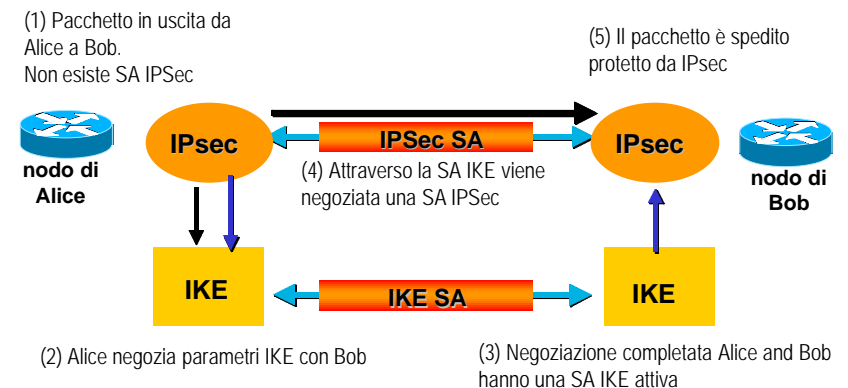 (1) Pacchetto in uscita da
Alice a Bob.
Non esiste SA IPSec
(5) Il pacchetto è spedito
protetto da IPsec
IPsec
IPSec SA
IPsec
nodo di
Alice
(4) Attraverso la SA IKE viene
negoziata una SA IPSec
nodo di
Bob
IKE
IKE SA
IKE
(2) Alice negozia parametri IKE con Bob
(3) Negoziazione completata Alice and Bob
hanno una SA IKE attiva